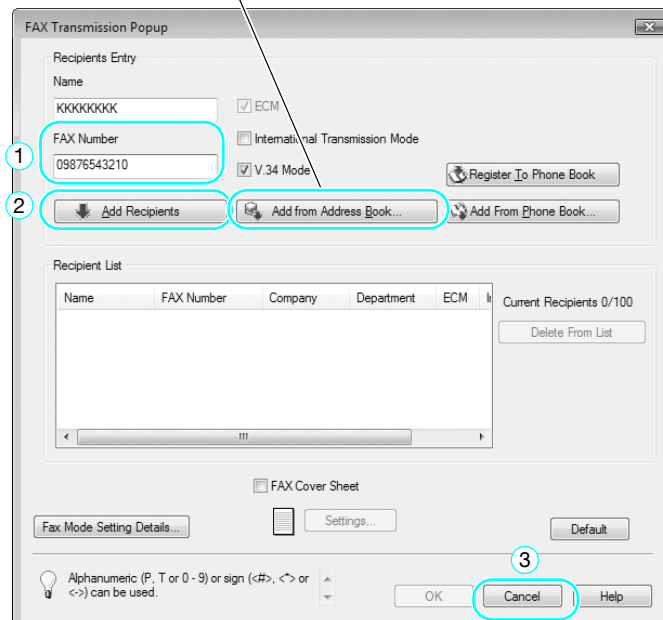 FAX Transmission Popup
Recipients Entry
Name
KKKKKKKK
ECM
FAX Number
International Transmission Mode
1
09876543210
V.34 Mode
Register To Phone Book
2
Add Recipients
Add from Address Book...
Add From Phone Book...
Recipient List
Name FAX Number Company Department ECM
Current Recipients 0/100
Delete From List
FAX Cover Sheet
Fax Mode Setting Details...
Settings...
Default
3
Alphanumeric (P, T or 0 - 9) or sign (<#>, <*> or
<-> ) can be used.
OK Cancel Help